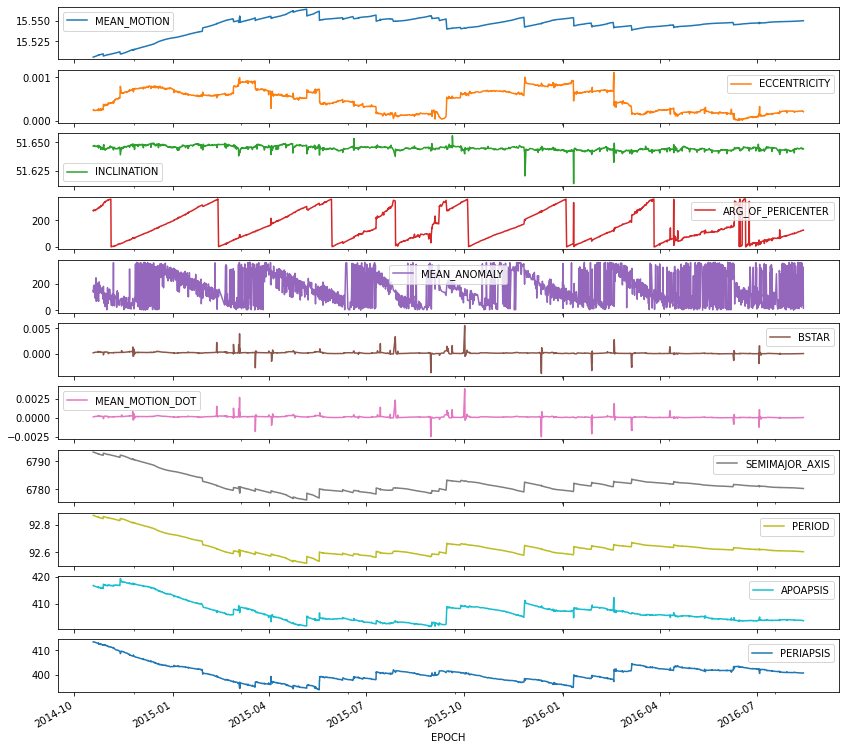 15.550
15.525
MEAN_MOTION
0.001
0.000
ECCENTRICITY
51.650
51.625
INCLINATION
200
0
ARG_OF_PERICENTER
200
0
MEAN_ANOMALY
0.005
0.000
BSTAR
0.0025
0.0000
−0.0025
MEAN_MOTION_DOT
6790
6780
SEMIMAJOR_AXIS
92.8
92.6
PERIOD
420
410
APOAPSIS
410
400
PERIAPSIS
2014-10
2015-01
2015-04
2015-07
2015-10
2016-01
2016-04
2016-07
EPOCH